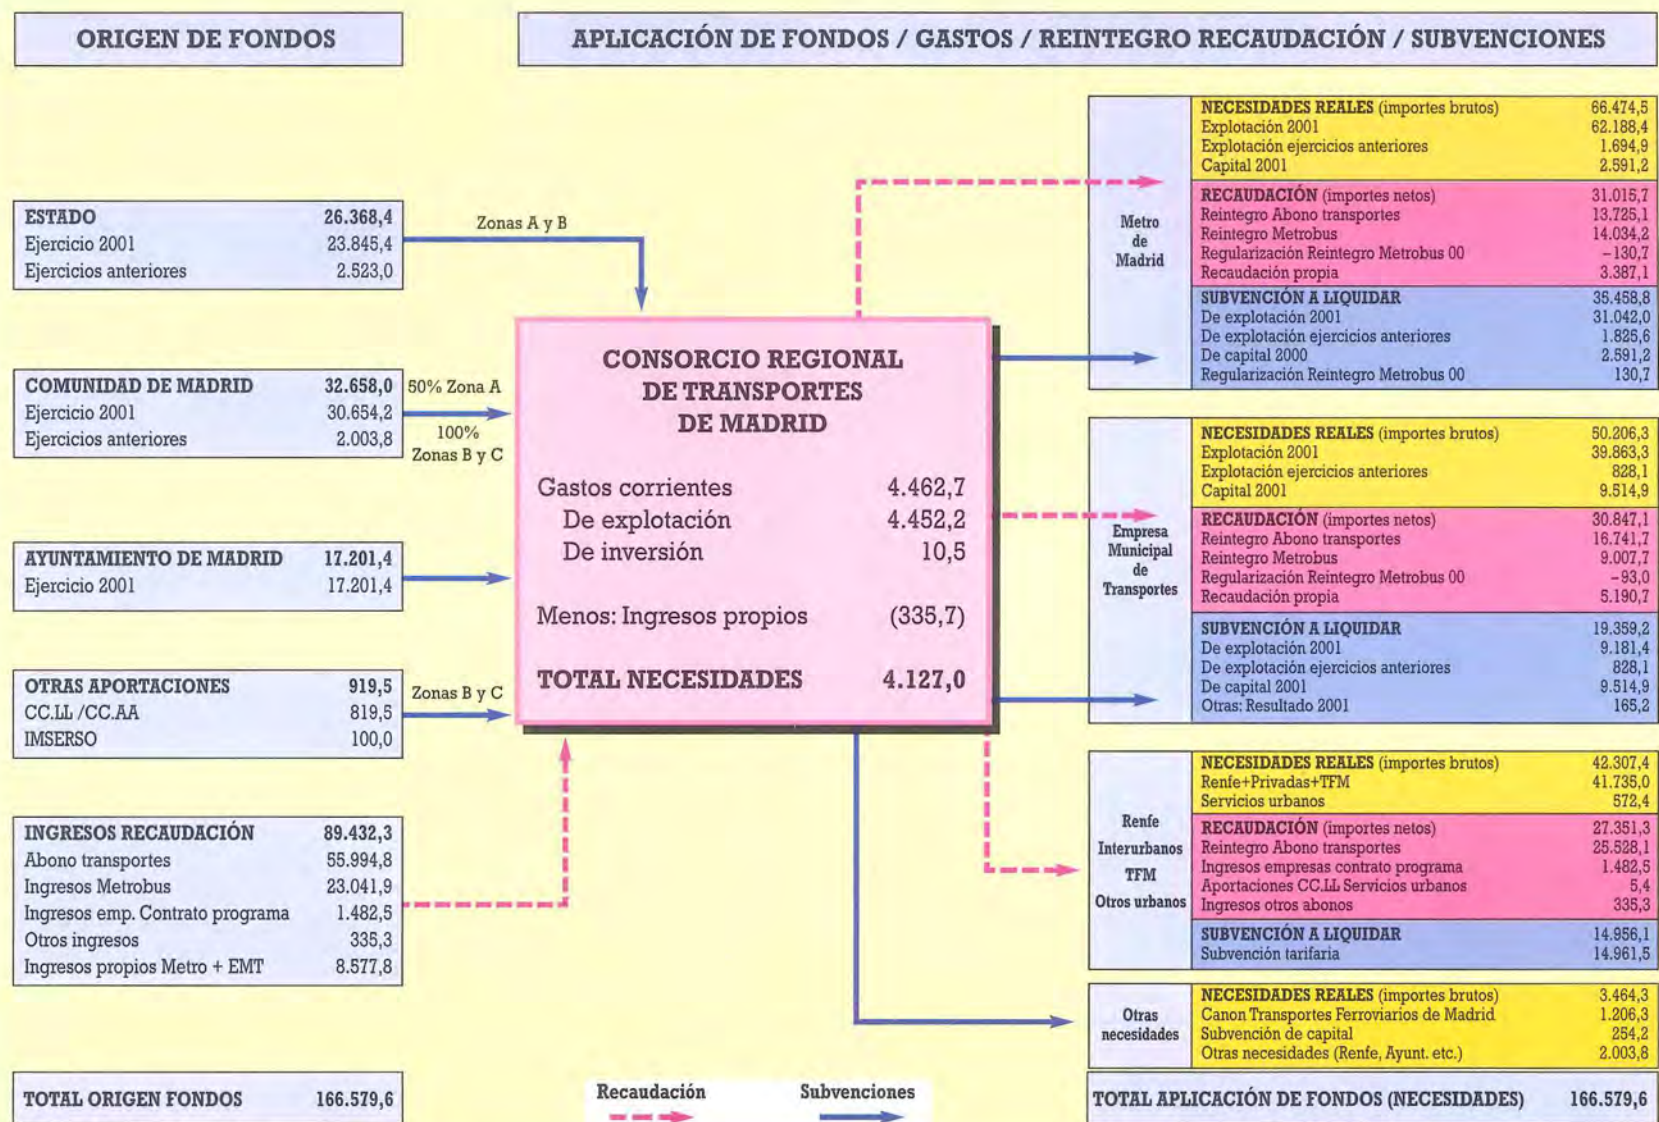 ORIGEN DE FONDOS
APLICACIÓN DE FONDOS / GASTOS / REINTEGRO RECAUDACIÓN / SUBVENCIONES
ESTADO 26.368,4
Ejercicio 2001 23.845,4
Ejercicios anteriores 2.523,0
Zonas A y B
COMUNIDAD DE MADRID 32.658,0
Ejercicio 2001 30.654,2
Ejercicios anteriores 2.003,8
50% Zona A
100%
Zonas B y C
AYUNTAMIENTO DE MADRID 17.201,4
Ejercicio 2001 17.201,4
OTRAS APORTACIONES 919,5
CC.LL /CC.AA 819,5
IMSERSO 100,0
Zonas B y C
INGRESOS RECAUDACIÓN 89.432,3
Abono transportes 55.994,8
Ingresos Metrobus 23.041,9
Ingresos emp. Contrato programa 1.482,5
Otros ingresos 335,3
Ingresos propios Metro + EMT 8.577,8
TOTAL ORIGEN FONDOS 166.579,6
CONSORCIO REGIONAL
DE TRANSPORTES
DE MADRID
Gastos corrientes 4.462,7
De explotación 4.452,2
De inversión 10,5
Menos: Ingresos propios (335,7)
TOTAL NECESIDADES 4.127,0
Recaudación
Subvenciones
Metro
de
Madrid
NECESIDADES REALES (importes brutos) 66.474,5
Explotación 2001 62.188,4
Explotación ejercicios anteriores 1.694,9
Capital 2001 2.591,2
RECAUDACIÓN (importes netos) 31.015,7
Reintegro Abono transportes 13.725,1
Reintegro Metrobus 14.034,2
Regularización Reintegro Metrobus 00 –130,7
Recaudación propia 3.387,1
SUBVENCIÓN A LIQUIDAR 35.458,8
De explotación 2001 31.042,0
De explotación ejercicios anteriores 1.825,6
De capital 2000 2.591,2
Regularización Reintegro Metrobus 00 130,7
Empresa
Municipal
de
Transportes
NECESIDADES REALES (importes brutos) 50.206,3
Explotación 2001 39.863,3
Explotación ejercicios anteriores 828,1
Capital 2001 9.514,9
RECAUDACIÓN (importes netos) 30.847,1
Reintegro Abono transportes 16.741,7
Reintegro Metrobus 9.007,7
Regularización Reintegro Metrobus 00 –93,0
Recaudación propia 5.190,7
SUBVENCIÓN A LIQUIDAR 19.359,2
De explotación 2001 9.181,4
De explotación ejercicios anteriores 828,1
De capital 2001 9.514,9
Otras: Resultado 2001 165,2
Renfe
Interurbanos
TFM
Otros urbanos
NECESIDADES REALES (importes brutos) 42.307,4
Renfe+Privadas+TFM 41.735,0
Servicios urbanos 572,4
RECAUDACIÓN (importes netos) 27.351,3
Reintegro Abono transportes 25.528,1
Ingresos empresas contrato programa 1.482,5
Aportaciones CC.LL Servicios urbanos 5,4
Ingresos otros abonos 335,3
SUBVENCIÓN A LIQUIDAR 14.956,1
Subvención tarifaria 14.961,5
Otras
necesidades
NECESIDADES REALES (importes brutos) 3.464,3
Canon Transportes Ferroviarios de Madrid 1.206,3
Subvención de capital 254,2
Otras necesidades (Renfe, Ayunt. etc.) 2.003,8
TOTAL APLICACIÓN DE FONDOS (NECESIDADES) 166.579,6